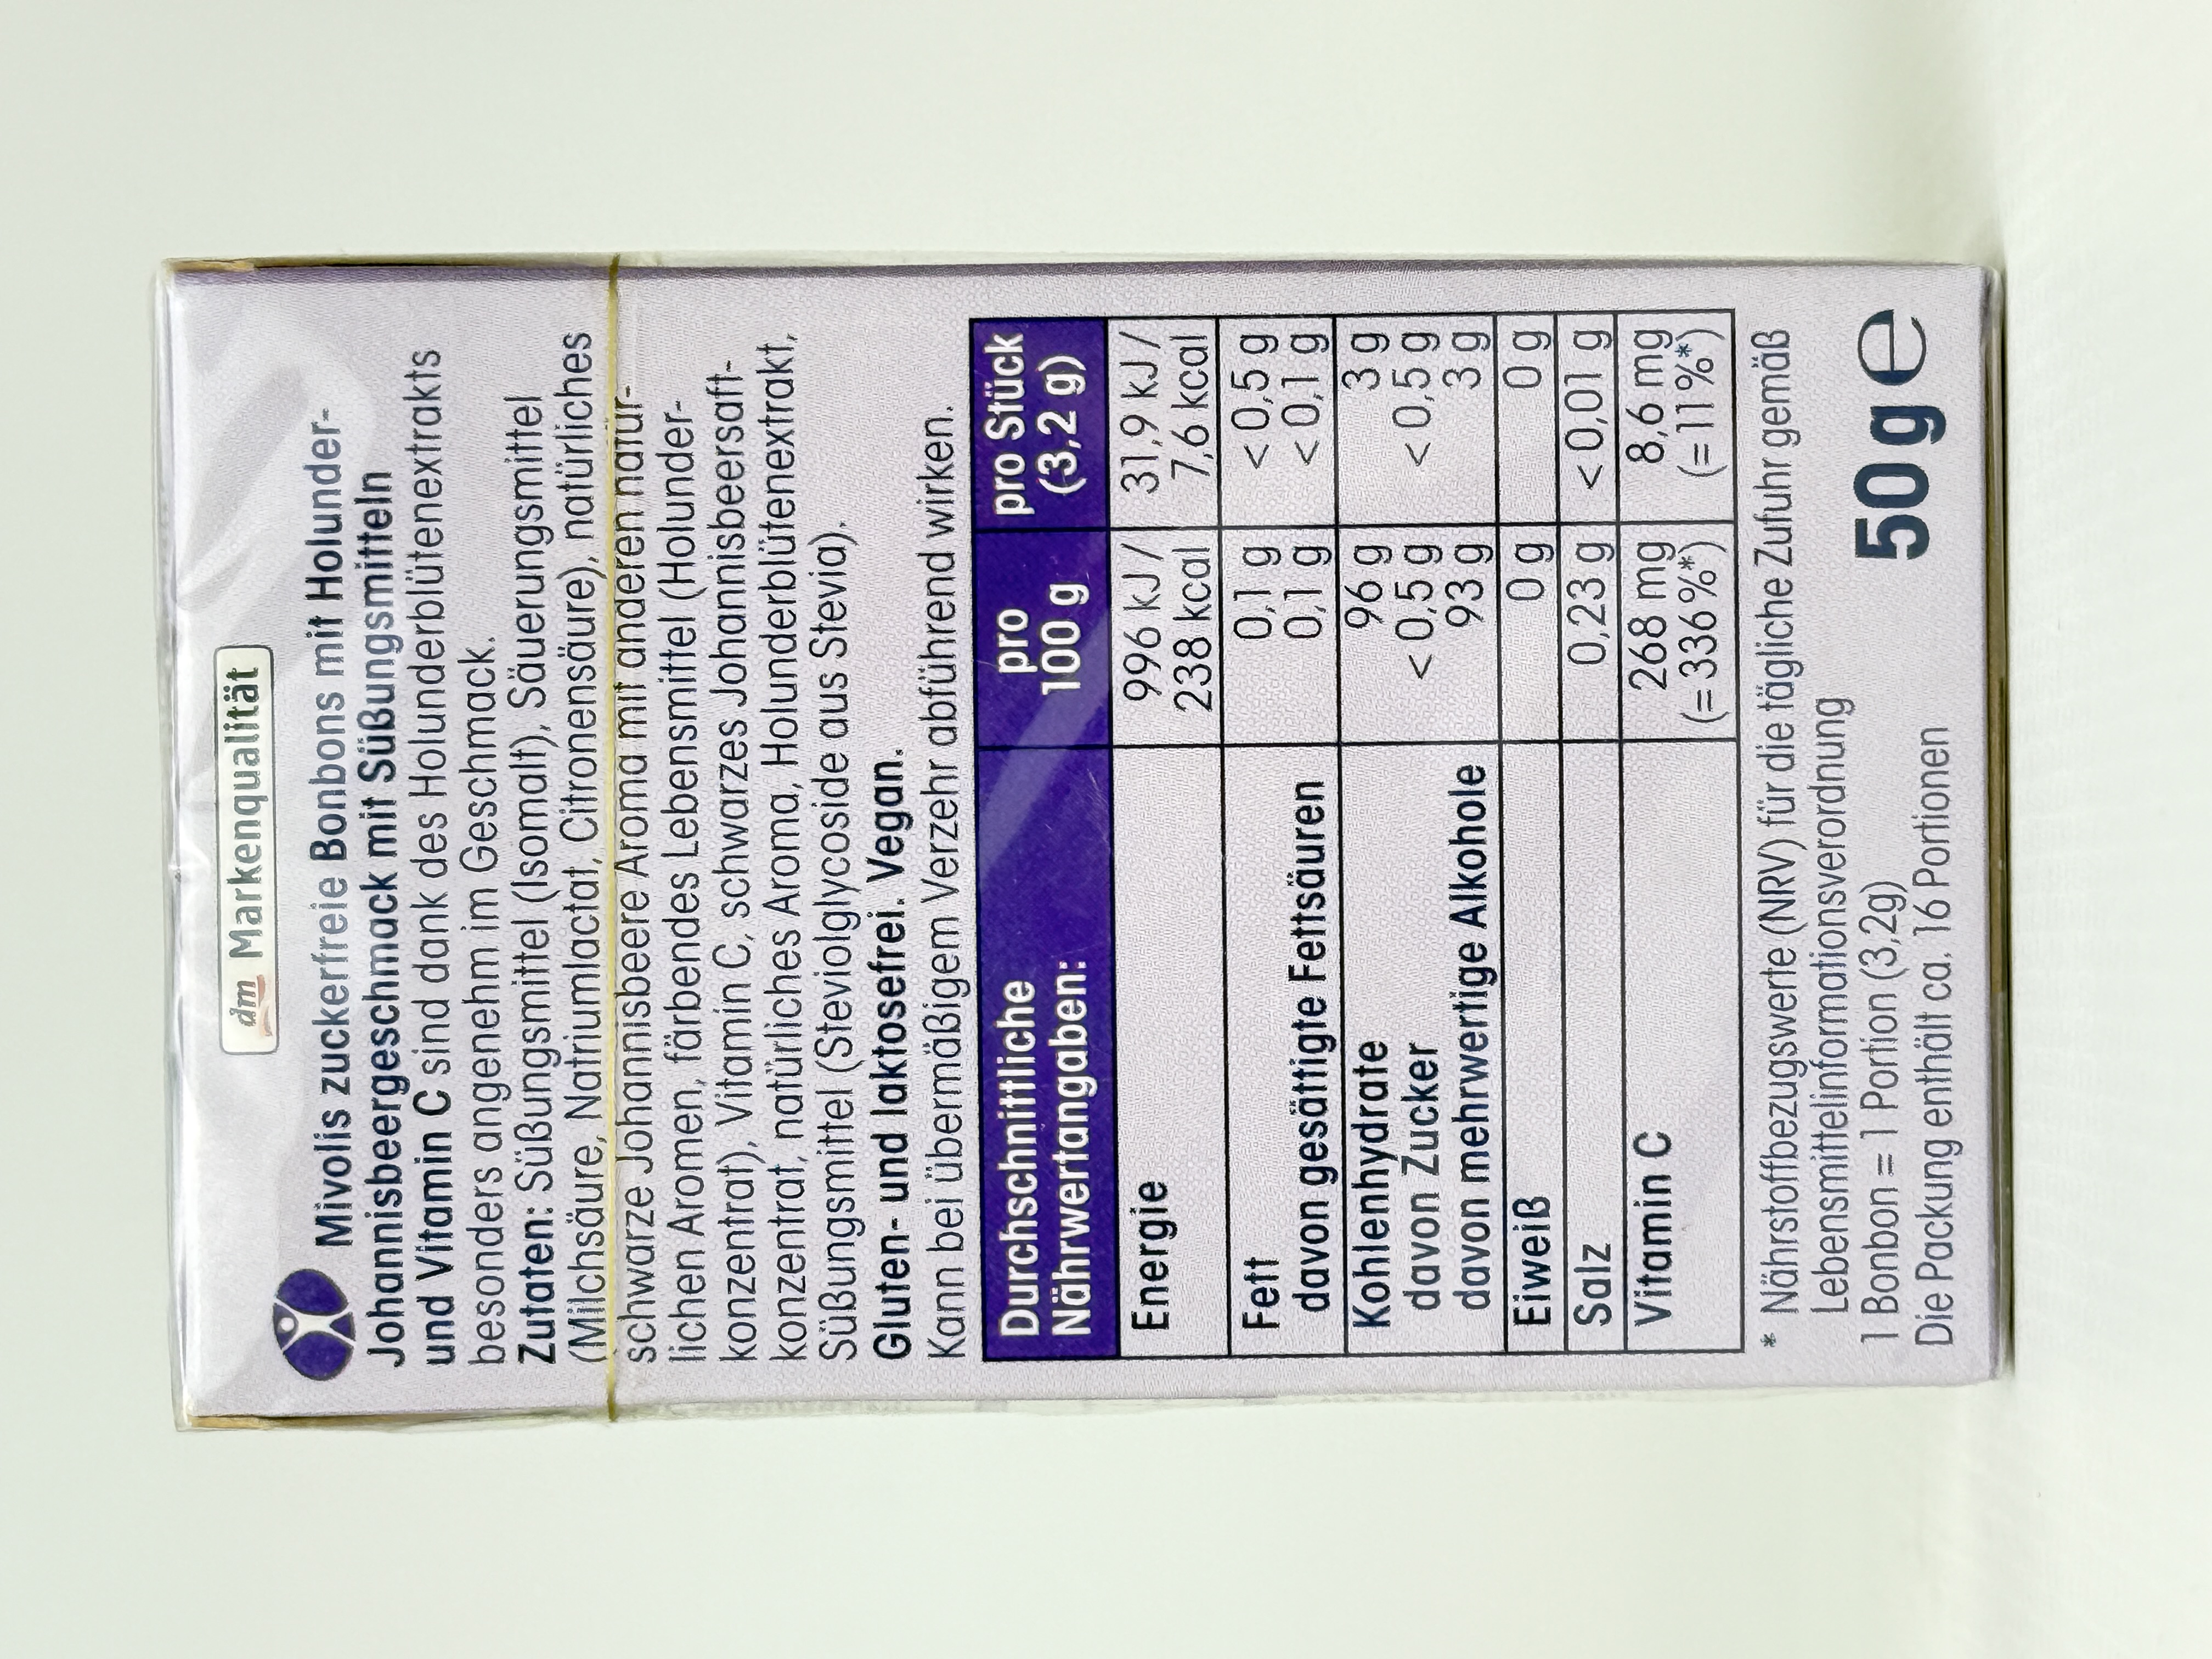 dm Markenqualität
Mivolis zuckerfreie Bonbons mit Holunder-
Johannisbeergeschmack mit Süßungsmitteln
und Vitamin C sind dank des Holunderblütenextrakts
besonders angenehm im Geschmack.
Zutaten: Süßungsmittel (Isomalt), Säuerungsmittel
(Milchsäure, Natriumlactat, Citronensäure), natürliches
schwarze Johannisbeere Aroma mit anderen natür-
lichen Aromen, färbendes Lebensmittel (Holunder-
konzentrat), Vitamin C, schwarzes Johannisbeersaft-
konzentrat, natürliches Aroma, Holunderblütenextrakt,
Süßungsmittel (Steviolglycoside aus Stevia).
Gluten- und laktosefrei. Vegan.
Kann bei übermäßigem Verzehr abführend wirken.
Durchschnittliche pro pro Stück
Nährwertangaben: 100 g (3,2 g)
Energie 996 kJ/ 31,9 kJ/
238 kcal 7,6 kcal
Fett 0,1 g <0,5 g
davon gesättigte Fettsäuren 0,1 g <0,1 g
Kohlenhydrate 96 g 3 g
davon Zucker <0,5 g <0,5 g
davon mehrwertige Alkohole 93 g 3 g
Eiweiß 0 g 0 g
Salz 0,23 g <0,01 g
Vitamin C 268 mg 8,6 mg
(=336%*) (=11%*)
* Nährstoffbezugswerte (NRV) für die tägliche Zufuhr gemäß
Lebensmittelinformationsverordnung
1 Bonbon = 1 Portion (3,2g)
Die Packung enthält ca. 16 Portionen
50 g ℮